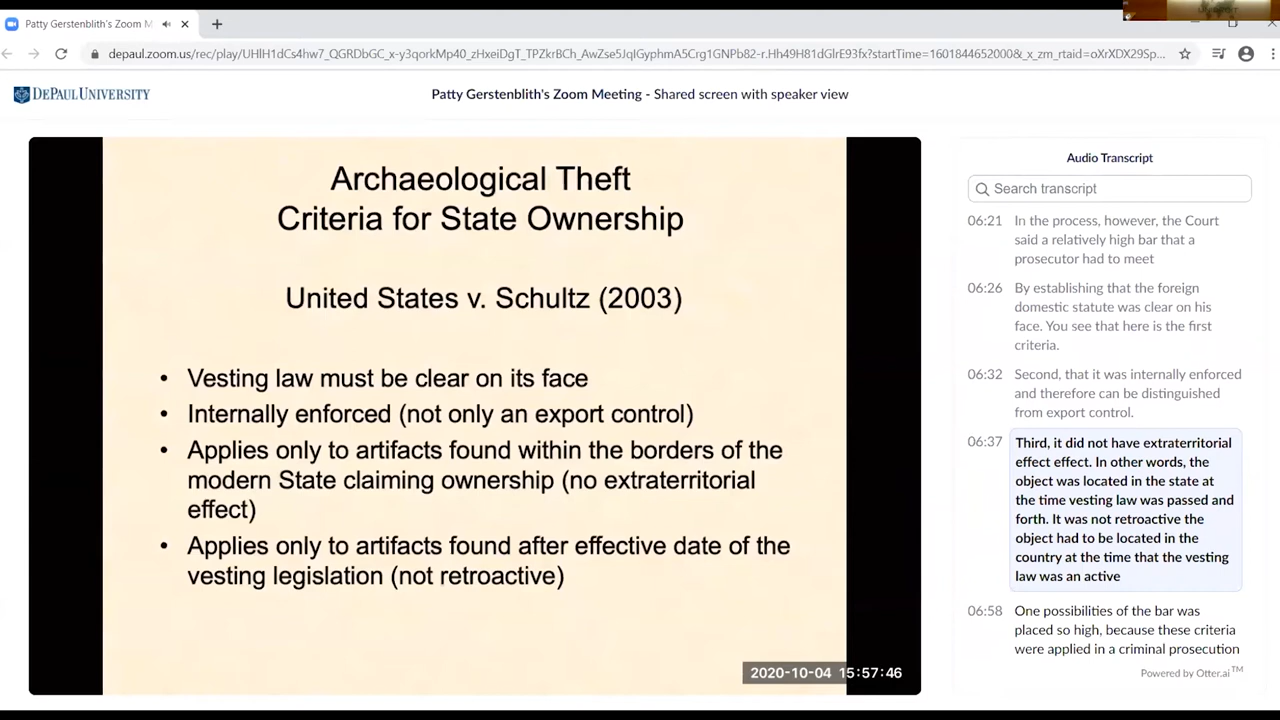 Patty Gerstenblith's Zoom M
depaul.zoom.us/rec/play/UHlH1dCs4hw7_QGRDbGC_x-y3qorkMp40_zHxeiDgT_TPZkrBCh_AwZse5JqlGyphmA5Crg1GNPb82-r.Hh49H81dGlrE93fx?startTime=1601844652000&_x_zm_rtaid=oXrXDX29Sp...
DEPAUL UNIVERSITY
Patty Gerstenblith's Zoom Meeting - Shared screen with speaker view
Archaeological Theft
Criteria for State Ownership
United States v. Schultz (2003)
• Vesting law must be clear on its face
• Internally enforced (not only an export control)
• Applies only to artifacts found within the borders of the
modern State claiming ownership (no extraterritorial
effect)
• Applies only to artifacts found after effective date of the
vesting legislation (not retroactive)
2020-10-04 15:57:46
Audio Transcript
Search transcript
06:21 In the process, however, the Court
said a relatively high bar that a
prosecutor had to meet
06:26 By establishing that the foreign
domestic statute was clear on his
face. You see that here is the first
criteria.
06:32 Second, that it was internally enforced
and therefore can be distinguished
from export control.
06:37 Third, it did not have extraterritorial
effect effect. In other words, the
object was located in the state at
the time vesting law was passed and
forth. It was not retroactive the
object had to be located in the
country at the time that the vesting
law was an active
06:58 One possibilities of the bar was
placed so high, because these criteria
were applied in a criminal prosecution
Powered by Otter.ai™